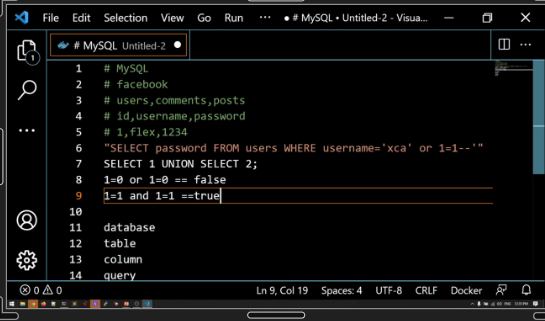 File Edit Selection View Go Run ··· ● # MySQL • Untitled-2 - Visua...
# MySQL Untitled-2 ●
1 # MySQL
2 # facebook
3 # users,comments,posts
4 # id,username,password
5 # 1,flex,1234
6 "SELECT password FROM users WHERE username='xca' or 1=1--'"
7 SELECT 1 UNION SELECT 2;
8 1=0 or 1=0 == false
9 1=1 and 1=1 ==true
10
11 database
12 table
13 column
14 query
1
0 0 Ln 9, Col 19 Spaces: 4 UTF-8 CRLF Docker